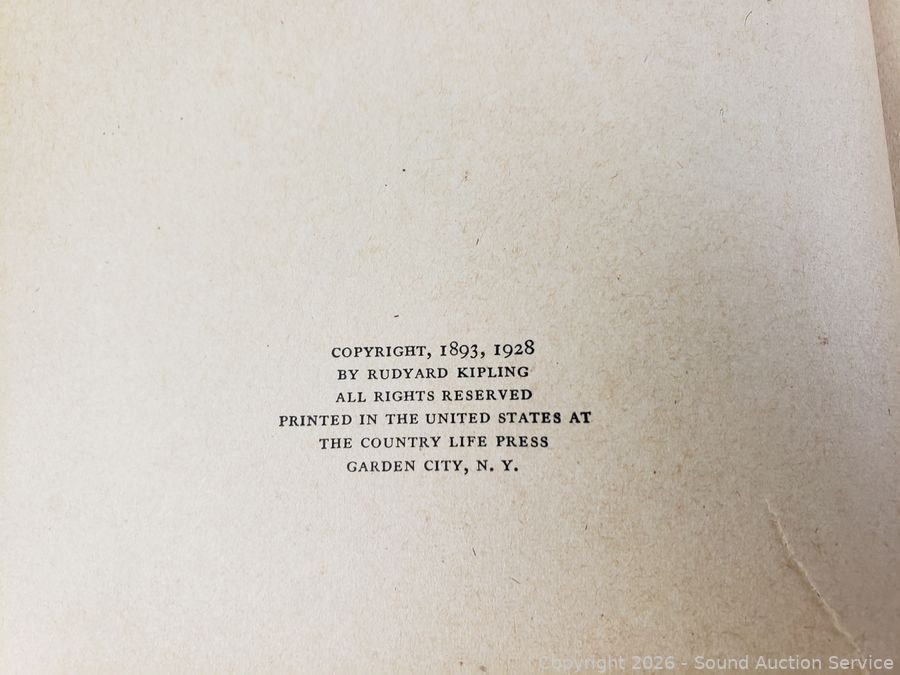 COPYRIGHT, 1893, 1928
BY RUDYARD KIPLING
ALL RIGHTS RESERVED
PRINTED IN THE UNITED STATES AT
THE COUNTRY LIFE PRESS
GARDEN CITY, N. Y.
Copyright 2026 - Sound Auction Service